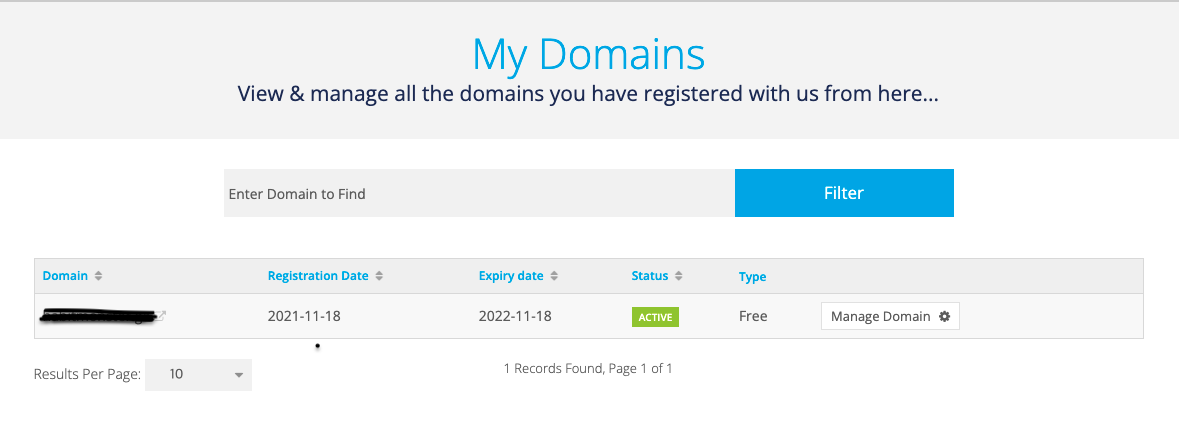 My Domains
View & manage all the domains you have registered with us from here...
Enter Domain to Find Filter
Domain Registration Date Expiry date Status Type
2021-11-18 2022-11-18 ACTIVE Free Manage Domain
Results Per Page: 10 1 Records Found, Page 1 of 1